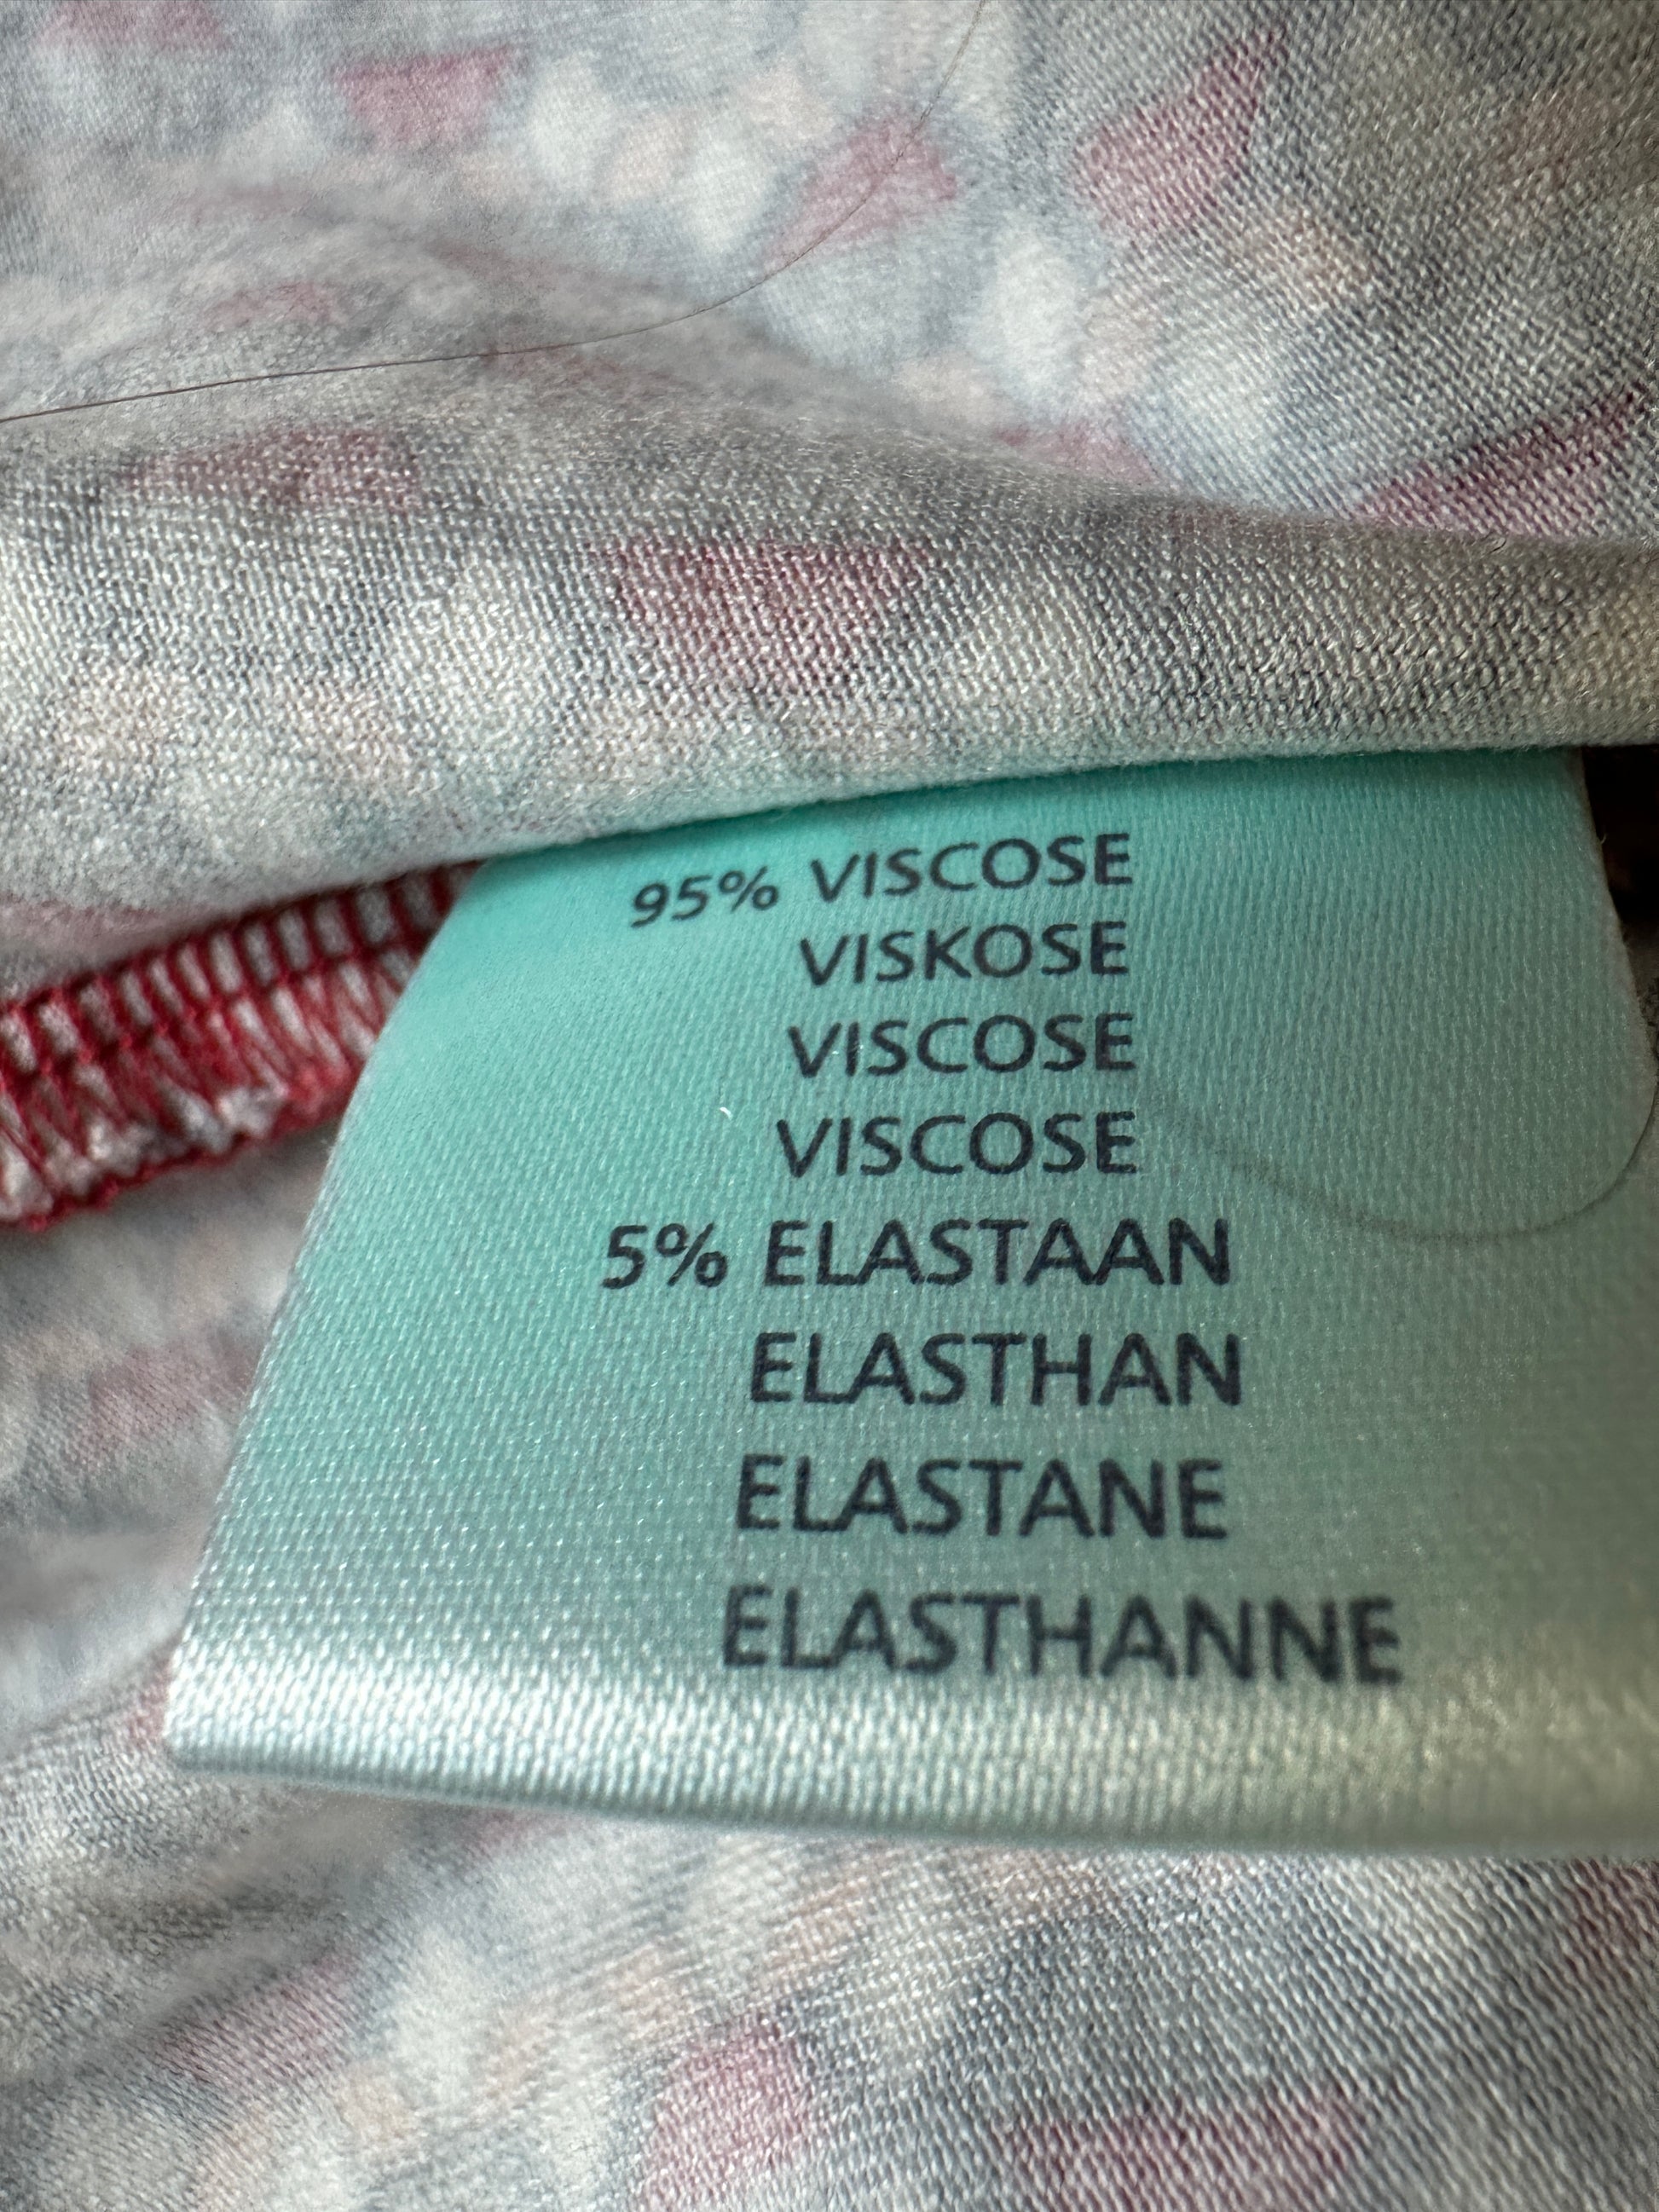 95% VISCOSE
VISKOSE
VISCOSE
VISCOSE
5% ELASTAAN
ELASTHAN
ELASTANE
ELASTHANNE